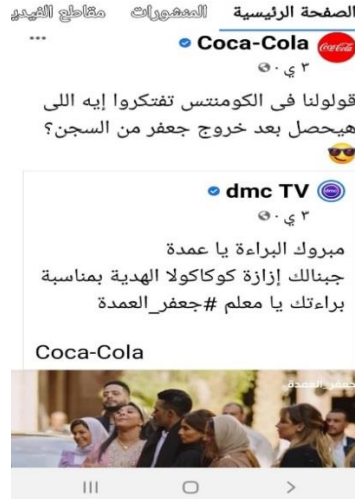 الصفحة الرئيسية المنشورات مقاطع الفيديو
Coca-Cola
٣ ي
قولولنا فى الكومنتس تفتكروا إيه اللى
هيحصل بعد خروج جعفر من السجن؟
dmc TV
٣ ي
مبروك البراءة يا عمدة
جبنالك إزازة كوكاكولا الهدية بمناسبة
براءتك يا معلم #جعفر_العمدة
Coca-Cola
جعفر_العمدة